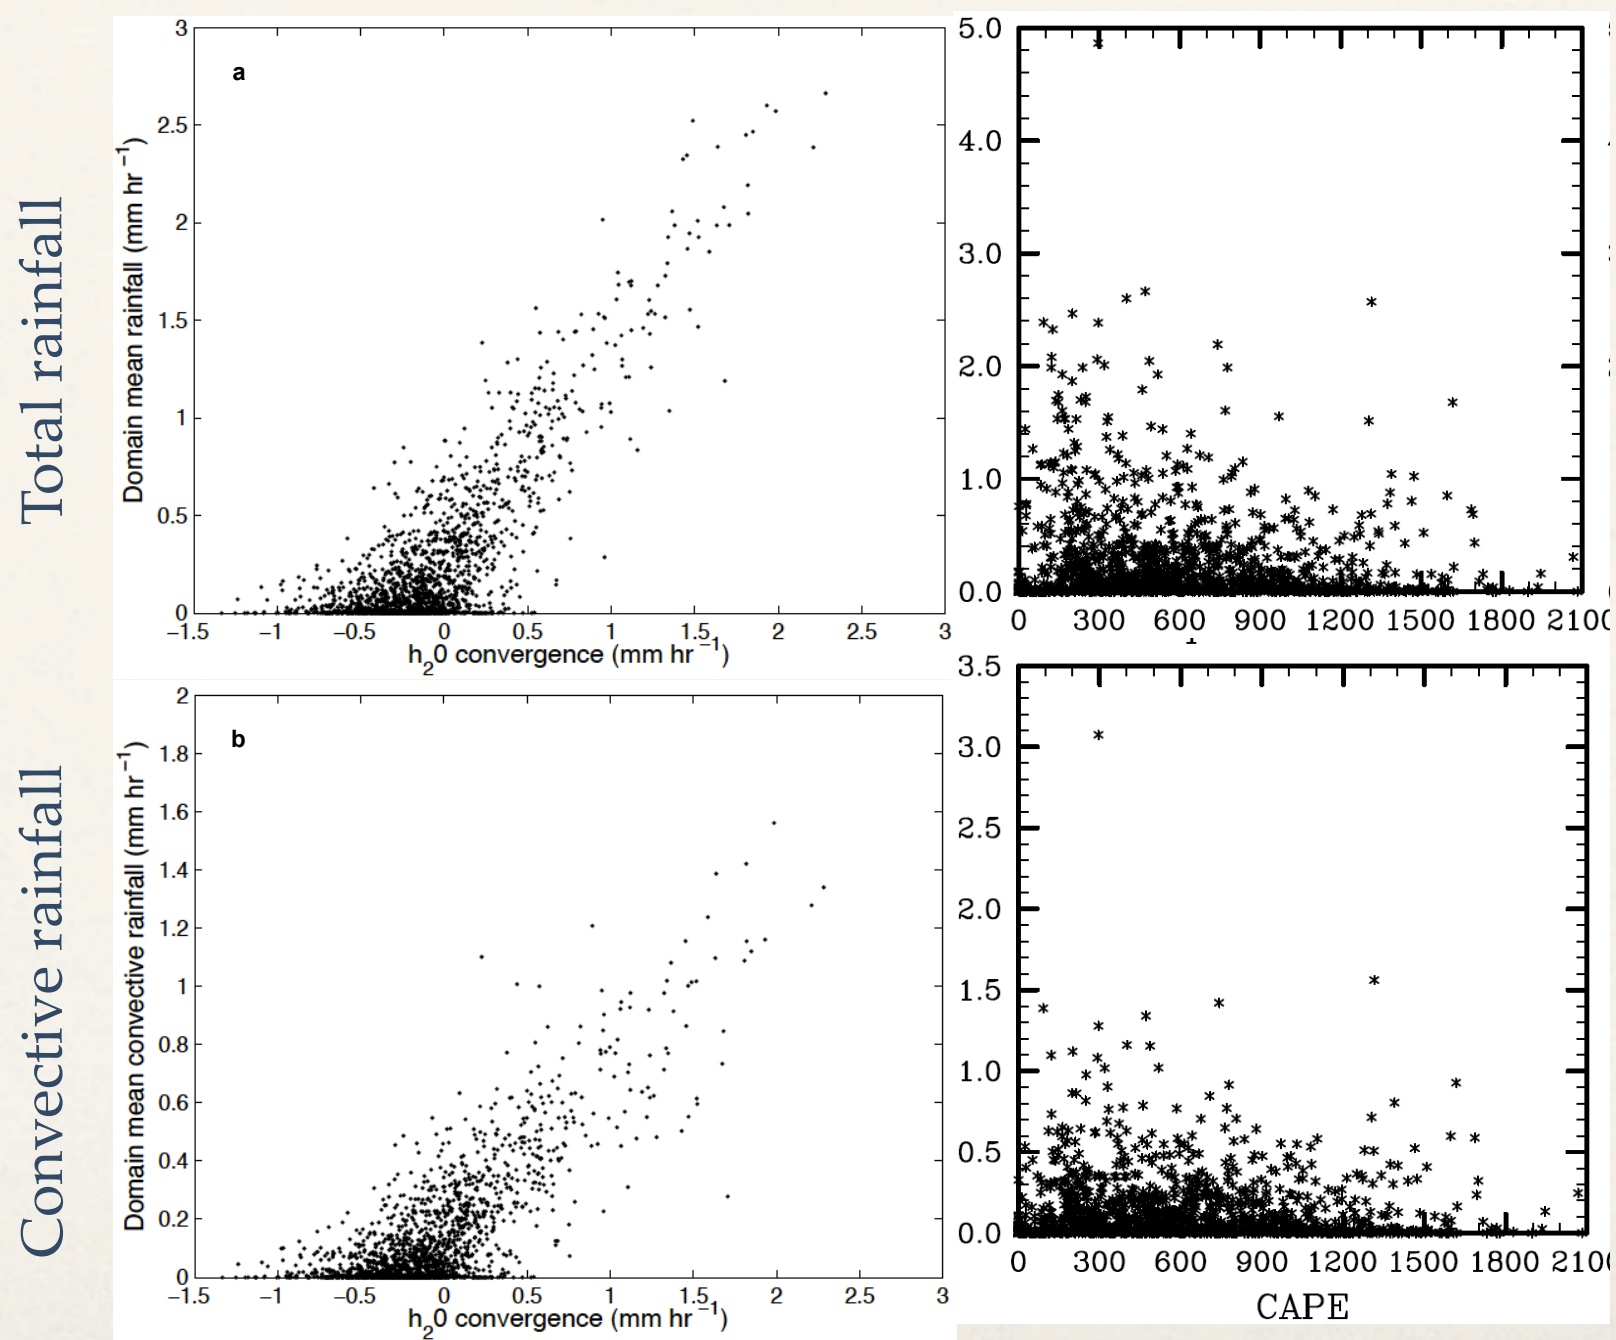 Total rainfall
Convective rainfall
a
Domain mean rainfall (mm hr⁻¹)
3
2.5
2
1.5
1
0.5
0
−1.5 −1 −0.5 0 0.5 1 1.5 2 2.5 3
h₂0 convergence (mm hr⁻¹)
5.0
4.0
3.0
2.0
1.0
0.0
0 300 600 900 1200 1500 1800 2100
b
Domain mean convective rainfall (mm hr⁻¹)
2
1.8
1.6
1.4
1.2
1
0.8
0.6
0.4
0.2
0
−1.5 −1 −0.5 0 0.5 1 1.5 2 2.5 3
h₂0 convergence (mm hr⁻¹)
3.5
3.0
2.5
2.0
1.5
1.0
0.5
0.0
0 300 600 900 1200 1500 1800 2100
CAPE